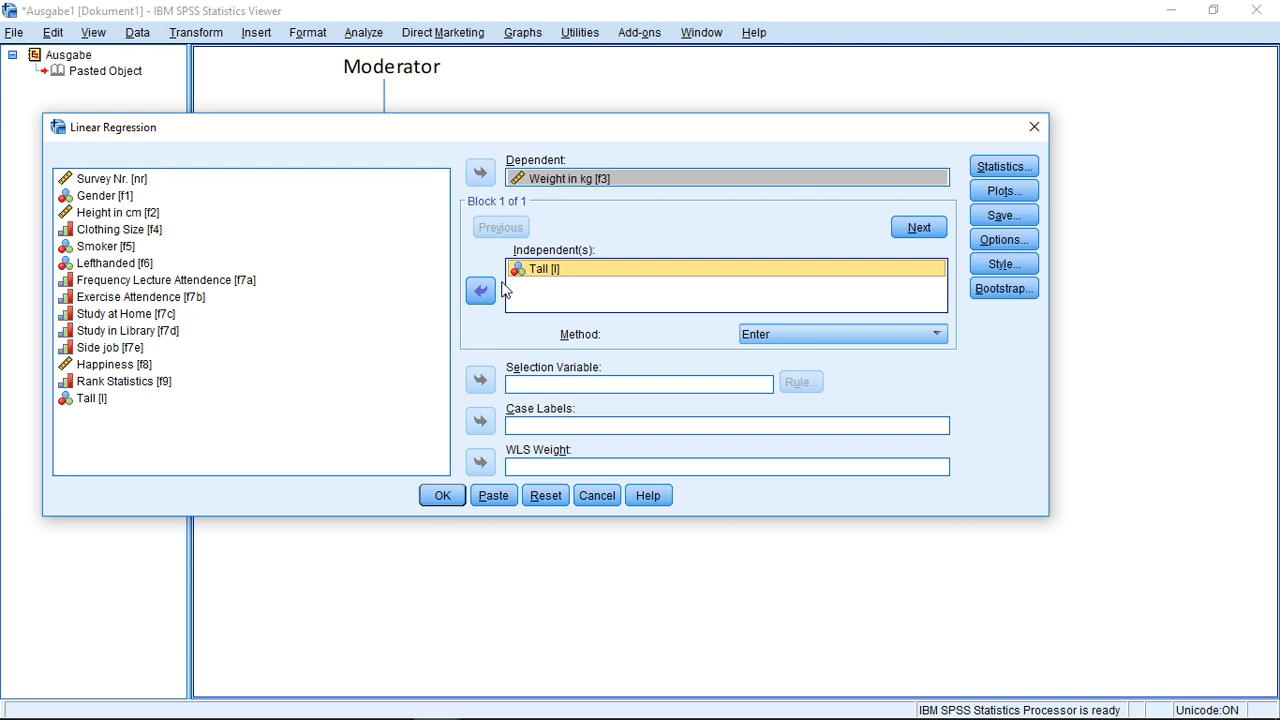 *Ausgabe1 [Dokument1] - IBM SPSS Statistics Viewer
File Edit View Data Transform Insert Format Analyze Direct Marketing Graphs Utilities Add-ons Window Help
Ausgabe
Pasted Object
Moderator
Linear Regression
Survey Nr. [nr]
Gender [f1]
Height in cm [f2]
Clothing Size [f4]
Smoker [f5]
Lefthanded [f6]
Frequency Lecture Attendence [f7a]
Exercise Attendence [f7b]
Study at Home [f7c]
Study in Library [f7d]
Side job [f7e]
Happiness [f8]
Rank Statistics [f9]
Tall [l]
Dependent:
Weight in kg [f3]
Block 1 of 1
Previous Next
Independent(s):
Tall [l]
Method: Enter
Selection Variable:
Rule...
Case Labels:
WLS Weight:
Statistics...
Plots...
Save...
Options...
Style...
Bootstrap...
OK Paste Reset Cancel Help
IBM SPSS Statistics Processor is ready Unicode:ON